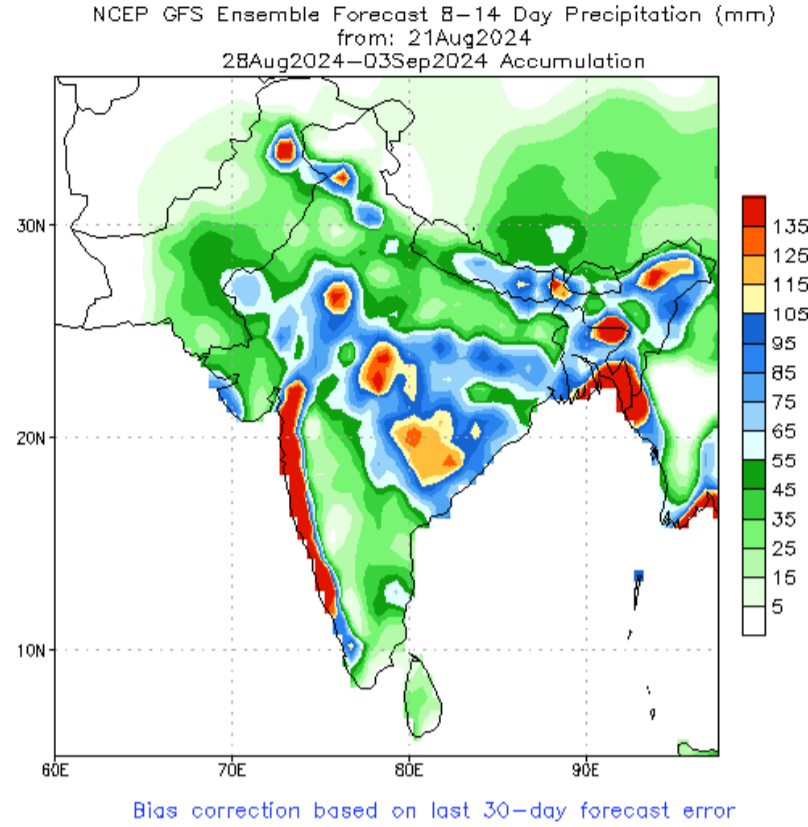 NCEP GFS Ensemble Forecast 8-14 Day Precipitation (mm)
from: 21Aug2024
28Aug2024-03Sep2024 Accumulation
30N
20N
10N
60E
70E
80E
90E
135
125
115
105
95
85
75
65
55
45
35
25
15
5
Bias correction based on last 30-day forecast error